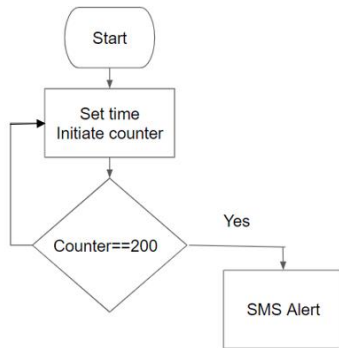 Start
Set time
Initiate counter
Yes
Counter==200
SMS Alert